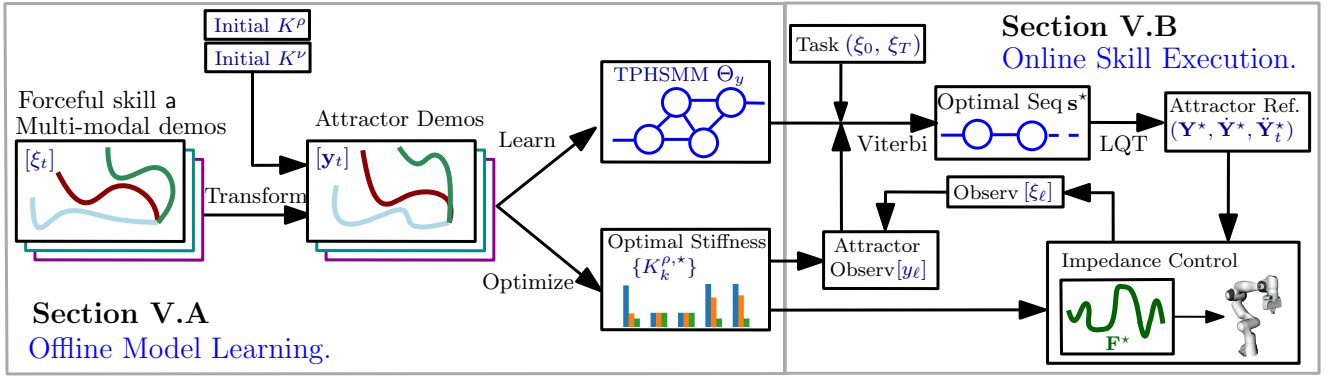 Initial K^ρ
Initial K^ν
Forceful skill a
Multi-modal demos
[ξ_t]
Transform
Attractor Demos
[y_t]
Learn
Optimize
TPHSMM Θ_y
Optimal Stiffness
{K_k^{ρ,⋆}}
Section V.A
Offline Model Learning.
Task (ξ_0, ξ_T)
Section V.B
Online Skill Execution.
Viterbi
Optimal Seq s^⋆
LQT
Attractor Ref.
(Y^⋆, Ẏ^⋆, Ÿ_t^⋆)
Observ [ξ_ℓ]
Attractor
Observ[y_ℓ]
Impedance Control
F^⋆